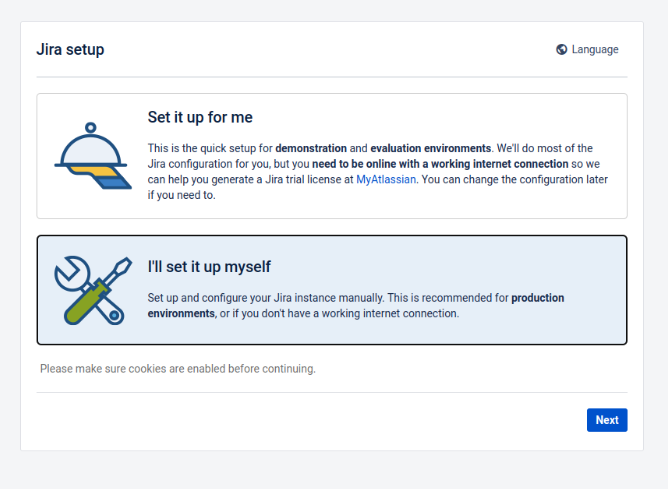 Jira setup
Language
Set it up for me
This is the quick setup for demonstration and evaluation environments. We'll do most of the
Jira configuration for you, but you need to be online with a working internet connection so we
can help you generate a Jira trial license at MyAtlassian. You can change the configuration later
if you need to.
I'll set it up myself
Set up and configure your Jira instance manually. This is recommended for production
environments, or if you don't have a working internet connection.
Please make sure cookies are enabled before continuing.
Next